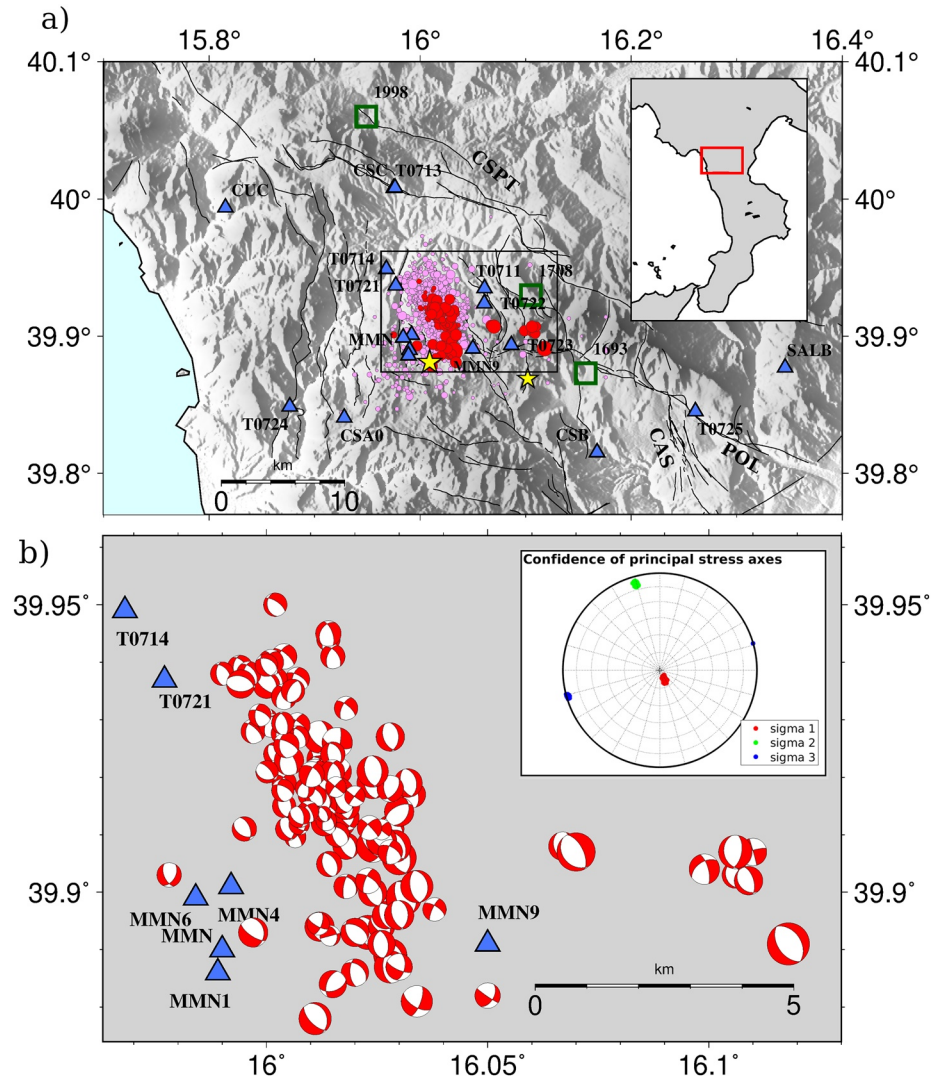 a)
15.8° 16° 16.2° 16.4°
40.1° 40.1°
1998
CSPT
CSC T0713
40° 40°
CUC
T0714
T0711 1708
T0721
T0722
39.9° 39.9°
MMN
T0723
1693
MMN9
SALB
T0724
CSA0
CSB
T0725
CAS
POL
km
0 10
39.8° 39.8°
b)
Confidence of principal stress axes
39.95° 39.95°
T0714
T0721
sigma 1
sigma 2
sigma 3
39.9° 39.9°
MMN6 MMN4
MMN9
MMN
MMN1
km
0 5
16° 16.05° 16.1°